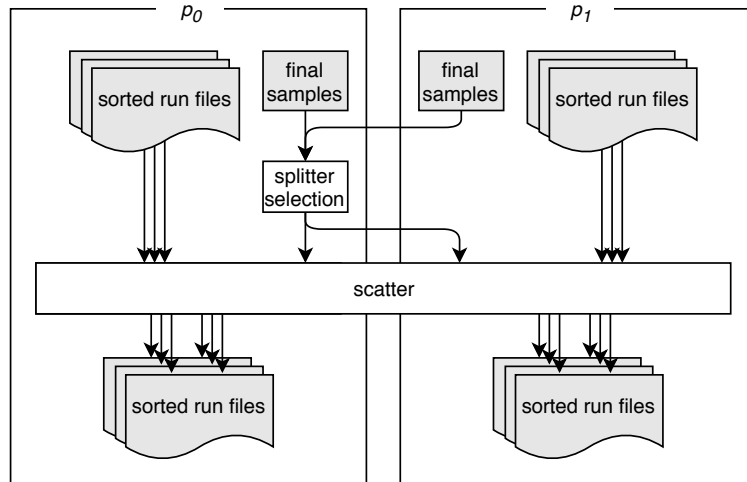 p0
p1
sorted run files
final
samples
final
samples
sorted run files
splitter
selection
scatter
sorted run files
sorted run files